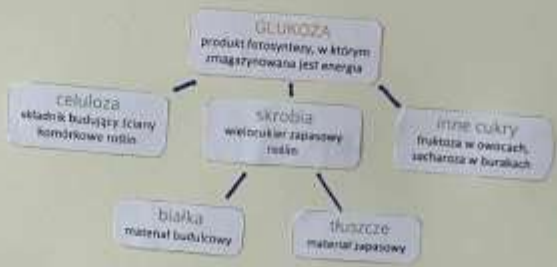 GLUKOZA
produkt fotosyntezy, w którym
zmagazynowana jest energia
celuloza
składnik budujący ściany
komórkowe roślin
skrobia
wielocukier zapasowy
roślin
inne cukry
fruktoza w owocach,
sacharoza w burakach
białka
materiał budulcowy
tłuszcze
materiał zapasowy